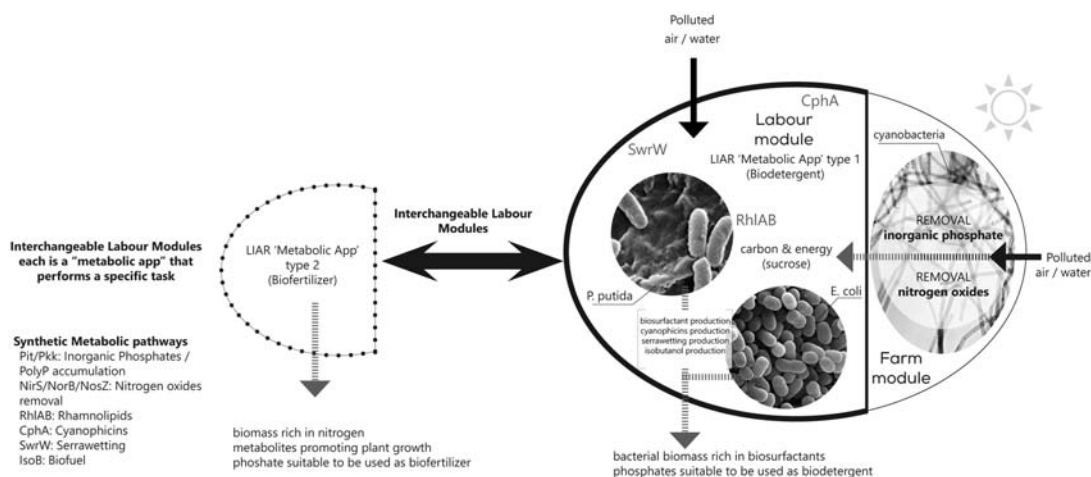 Interchangeable Labour Modules
each is a "metabolic app" that
performs a specific task
Synthetic Metabolic pathways
Pit/Pkk: Inorganic Phosphates /
PolyP accumulation
NirS/NorB/NosZ: Nitrogen oxides
removal
RhlAB: Rhamnolipids
CphA: Cyanophicins
SwrW: Serrawetting
IsoB: Biofuel
LIAR 'Metabolic App'
type 2
(Biofertilizer)
biomass rich in nitrogen
metabolites promoting plant growth
phoshate suitable to be used as biofertilizer
Interchangeable Labour
Modules
Polluted
air / water
CphA
Labour
module
SwrW
LIAR 'Metabolic App' type 1
(Biodetergent)
RhlAB
carbon & energy
(sucrose)
P. putida
E. coli
biosurfactant production
cyanophicins production
serrawetting production
isobutanol production
bacterial biomass rich in biosurfactants
phosphates suitable to be used as biodetergent
cyanobacteria
REMOVAL
inorganic phosphate
REMOVAL
nitrogen oxides
Farm
module
Polluted
air / water